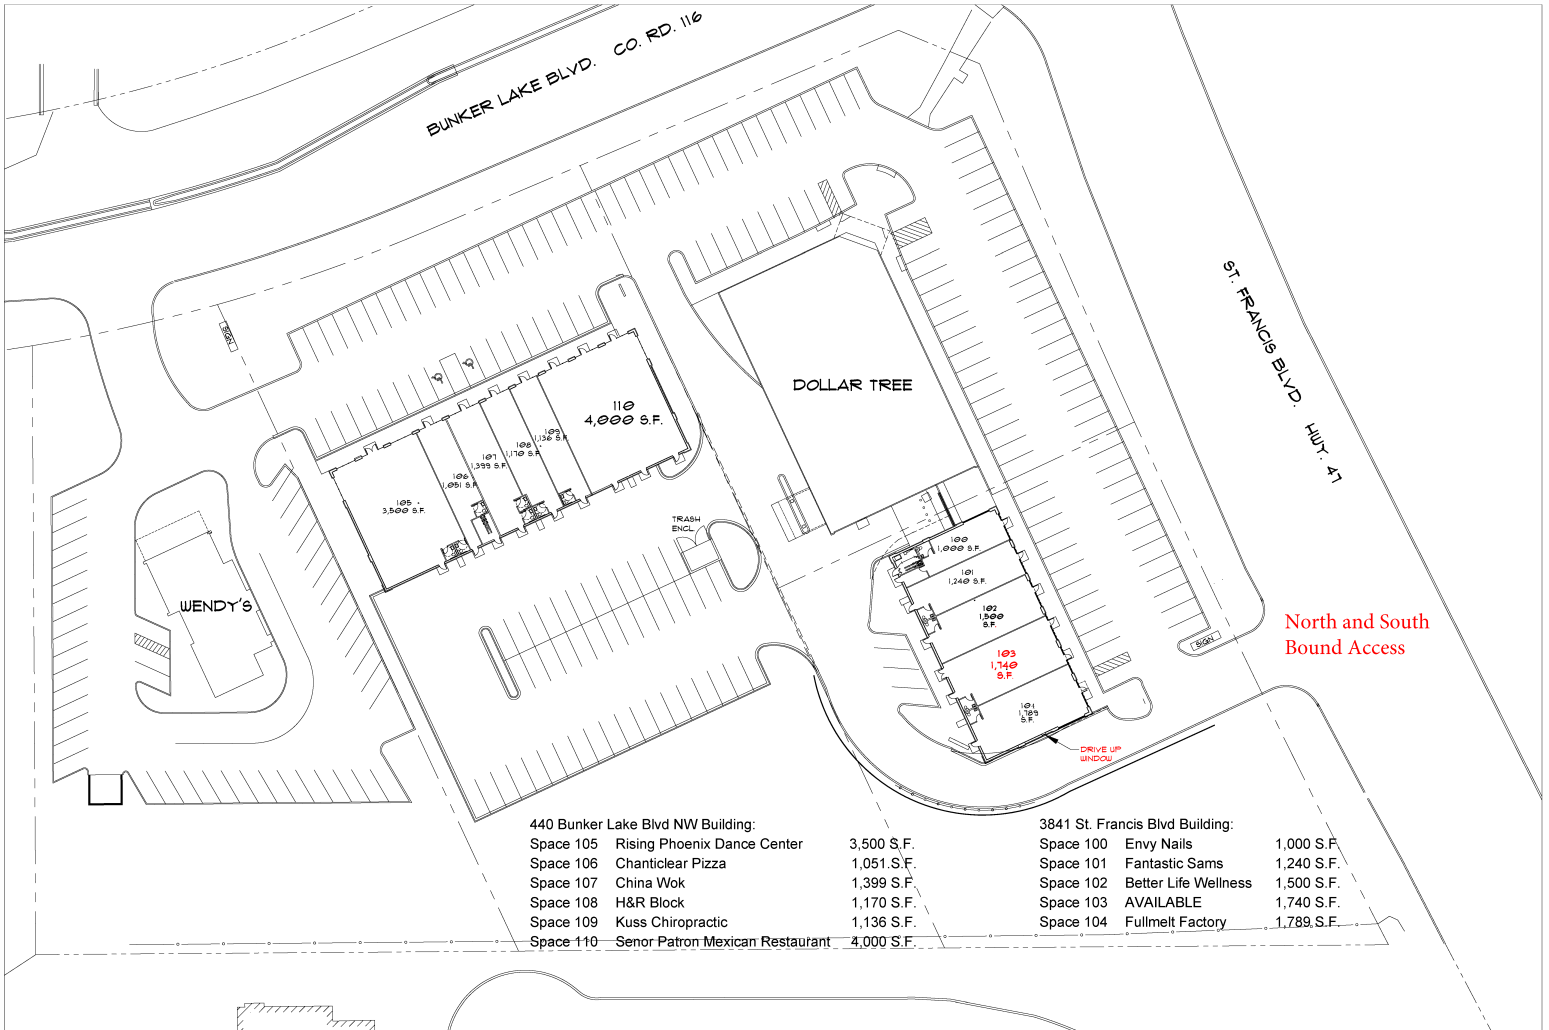 BUNKER LAKE BLVD. CO. RD. 116
ST. FRANCIS BLVD. HWY. 47
SIGN
DOLLAR TREE
110
4,000 S.F.
109
1,136 S.F.
108
1,170 S.F.
107
1,399 S.F.
106
1,051 S.F.
105
3,500 S.F.
TRASH
ENCL.
WENDY'S
100
1,000 S.F.
101
1,240 S.F.
102
1,500
S.F.
103
1,740
S.F.
104
1,789
S.F.
SIGN
North and South
Bound Access
DRIVE UP
WINDOW
440 Bunker Lake Blvd NW Building:
Space 105 Rising Phoenix Dance Center 3,500 S.F.
Space 106 Chanticlear Pizza 1,051 S.F.
Space 107 China Wok 1,399 S.F.
Space 108 H&R Block 1,170 S.F.
Space 109 Kuss Chiropractic 1,136 S.F.
Space 110 Senor Patron Mexican Restaurant 4,000 S.F.
3841 St. Francis Blvd Building:
Space 100 Envy Nails 1,000 S.F.
Space 101 Fantastic Sams 1,240 S.F.
Space 102 Better Life Wellness 1,500 S.F.
Space 103 AVAILABLE 1,740 S.F.
Space 104 Fullmelt Factory 1,789 S.F.